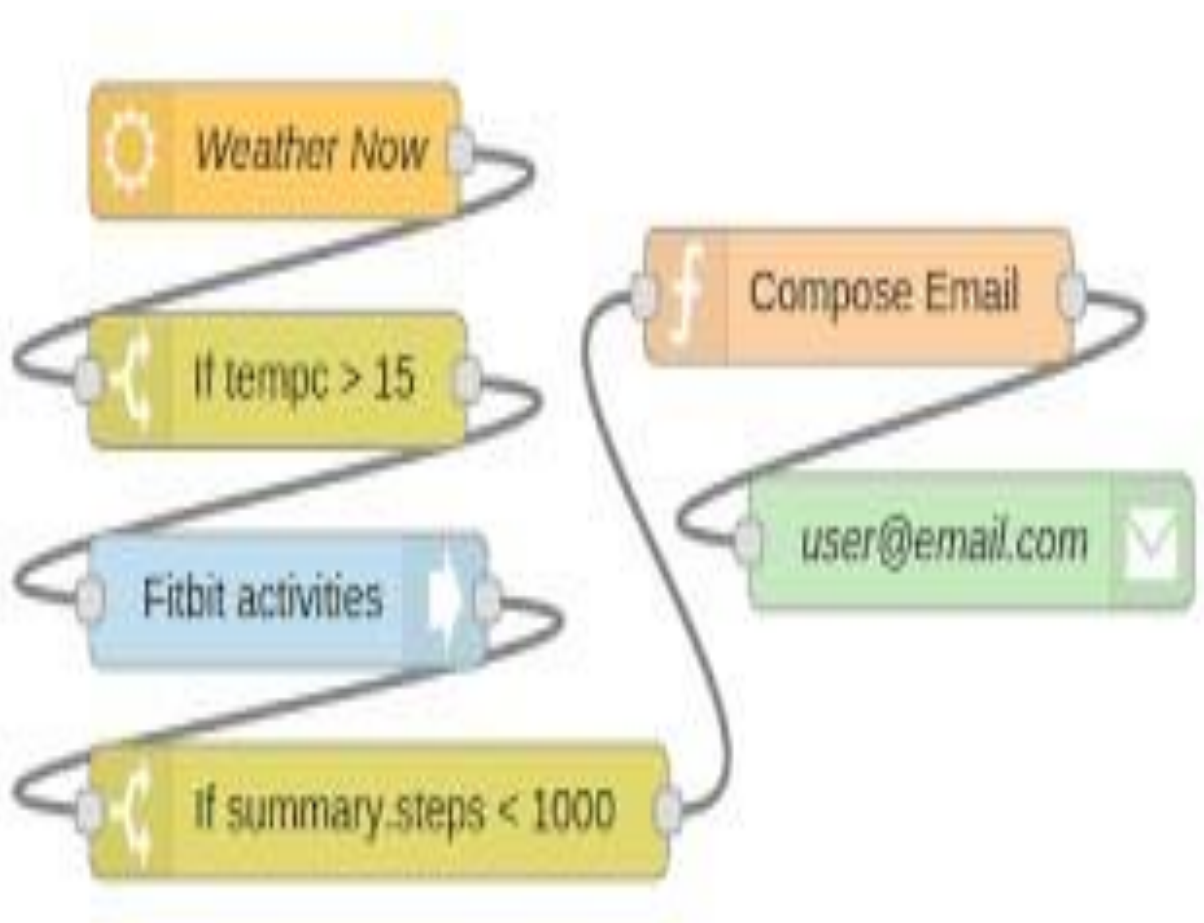 Weather Now
If tempc > 15
Fitbit activities
If summary.steps < 1000
Compose Email
user@email.com